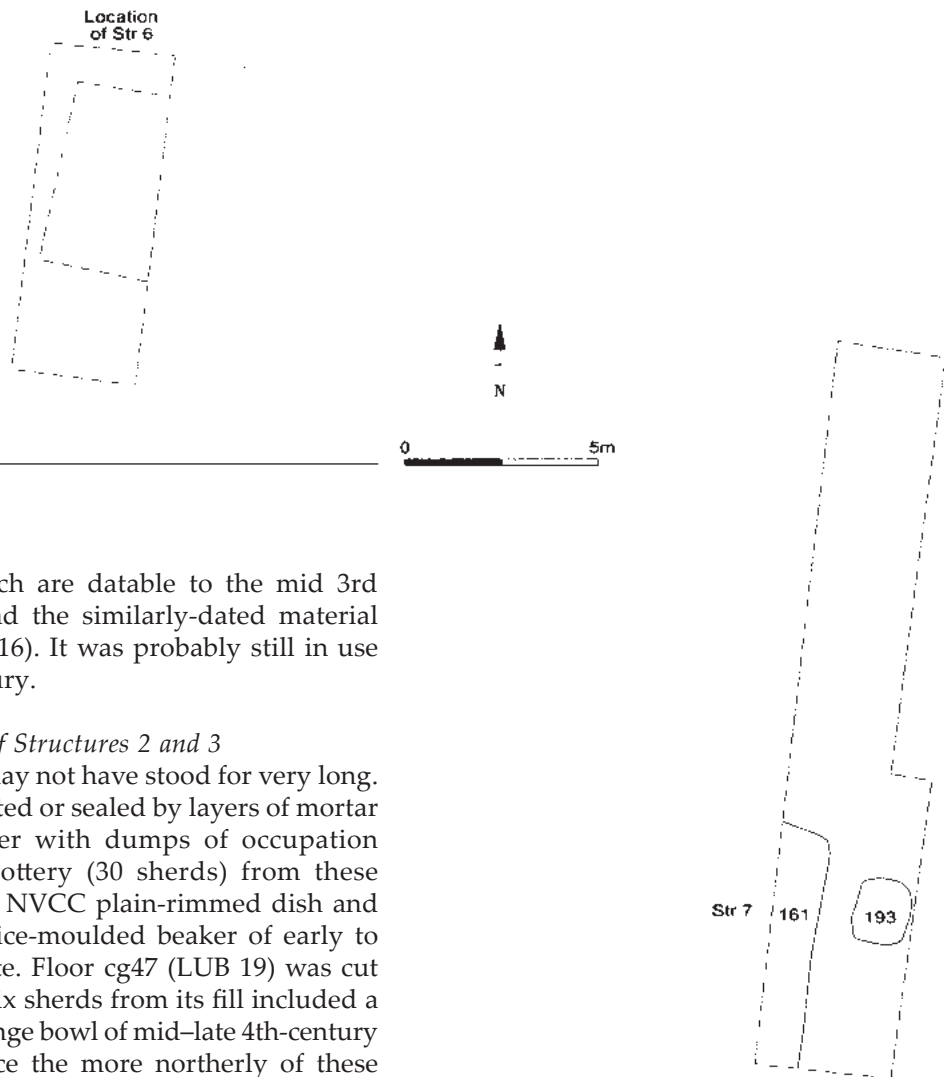 Location
of Str 6
N
0 5m
ch are datable to the mid 3rd
d the similarly-dated material
16). It was probably still in use
ury.
f Structures 2 and 3
ay not have stood for very long.
ted or sealed by layers of mortar
er with dumps of occupation
ottery (30 sherds) from these
NVCC plain-rimmed dish and
ice-moulded beaker of early to
te. Floor cg47 (LUB 19) was cut
ix sherds from its fill included a
nge bowl of mid–late 4th-century
ce the more northerly of these
Str 7 161 193